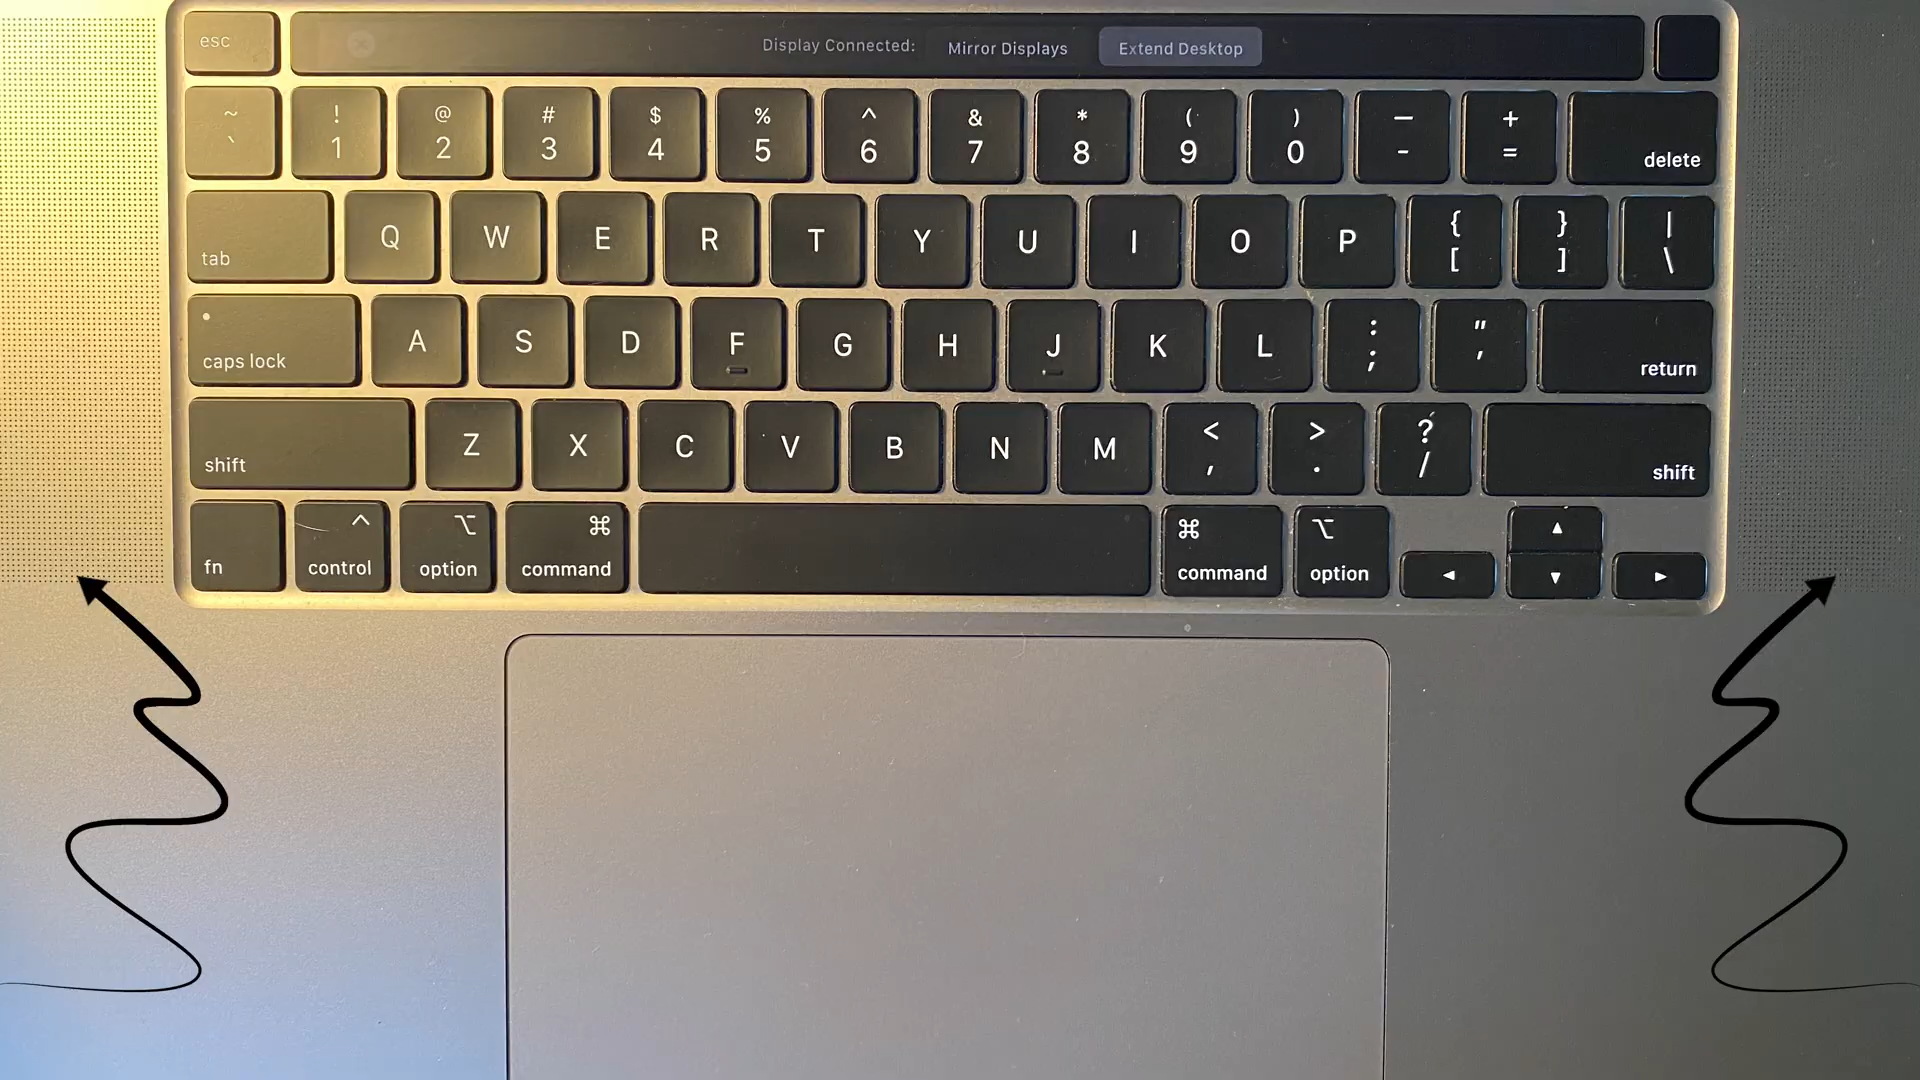 esc Display Connected: Mirror Displays Extend Desktop
~ ! @ # $ % ^ & * ( ) — +
` 1 2 3 4 5 6 7 8 9 0 - = delete
tab Q W E R T Y U I O P { [ } ] | \
caps lock A S D F G H J K L : ; " ' return
shift Z X C V B N M < , > . ? / shift
fn ^ control ⌥ option ⌘ command ⌘ command ⌥ option ◀ ▲ ▼ ▶